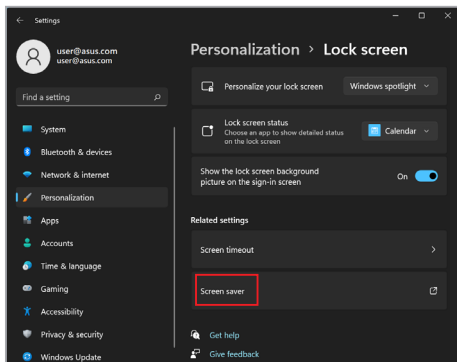 Settings
user@asus.com
user@asus.com
Find a setting
System
Bluetooth & devices
Network & internet
Personalization
Apps
Accounts
Time & language
Gaming
Accessibility
Privacy & security
Windows Update
Personalization > Lock screen
Personalize your lock screen
Windows spotlight
Lock screen status
Choose an app to show detailed status
on the lock screen
Calendar
Show the lock screen background
picture on the sign-in screen
On
Related settings
Screen timeout
Screen saver
Get help
Give feedback